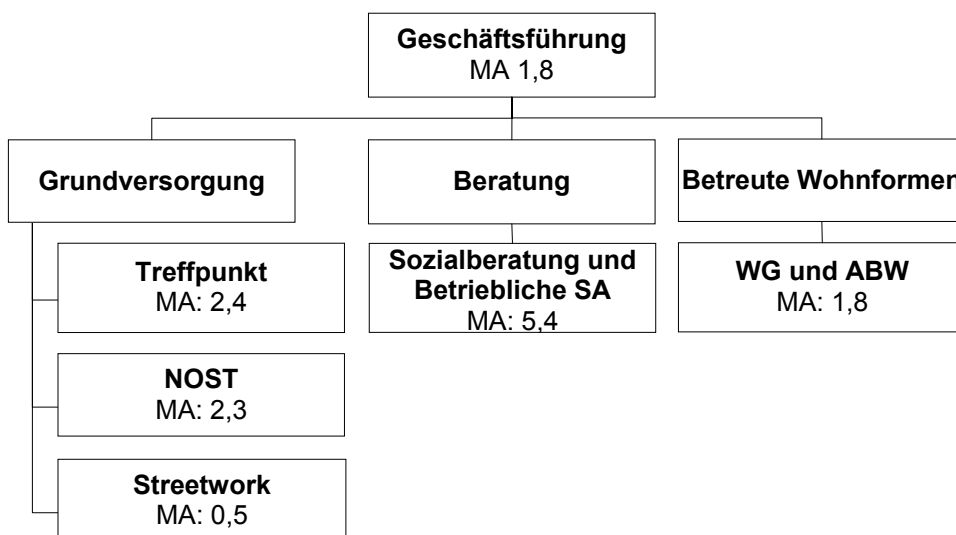 Geschäftsführung
MA 1,8
Grundversorgung
Beratung
Betreute Wohnformen
Treffpunkt
MA: 2,4
Sozialberatung und
Betriebliche SA
MA: 5,4
WG und ABW
MA: 1,8
NOST
MA: 2,3
Streetwork
MA: 0,5